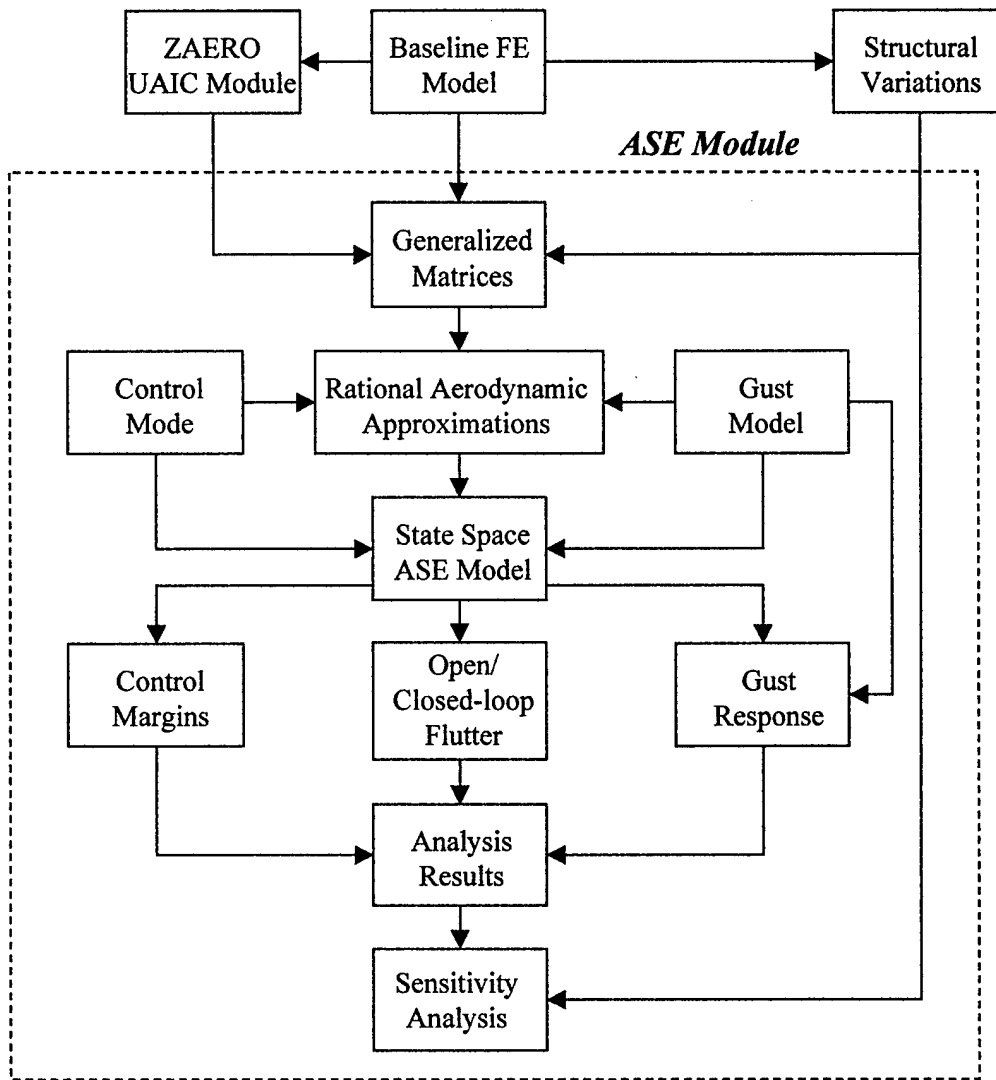 ZAERO
UAIC Module
Baseline FE
Model
Structural
Variations
ASE Module
Generalized
Matrices
Control
Mode
Rational Aerodynamic
Approximations
Gust
Model
State Space
ASE Model
Control
Margins
Open/
Closed-loop
Flutter
Gust
Response
Analysis
Results
Sensitivity
Analysis